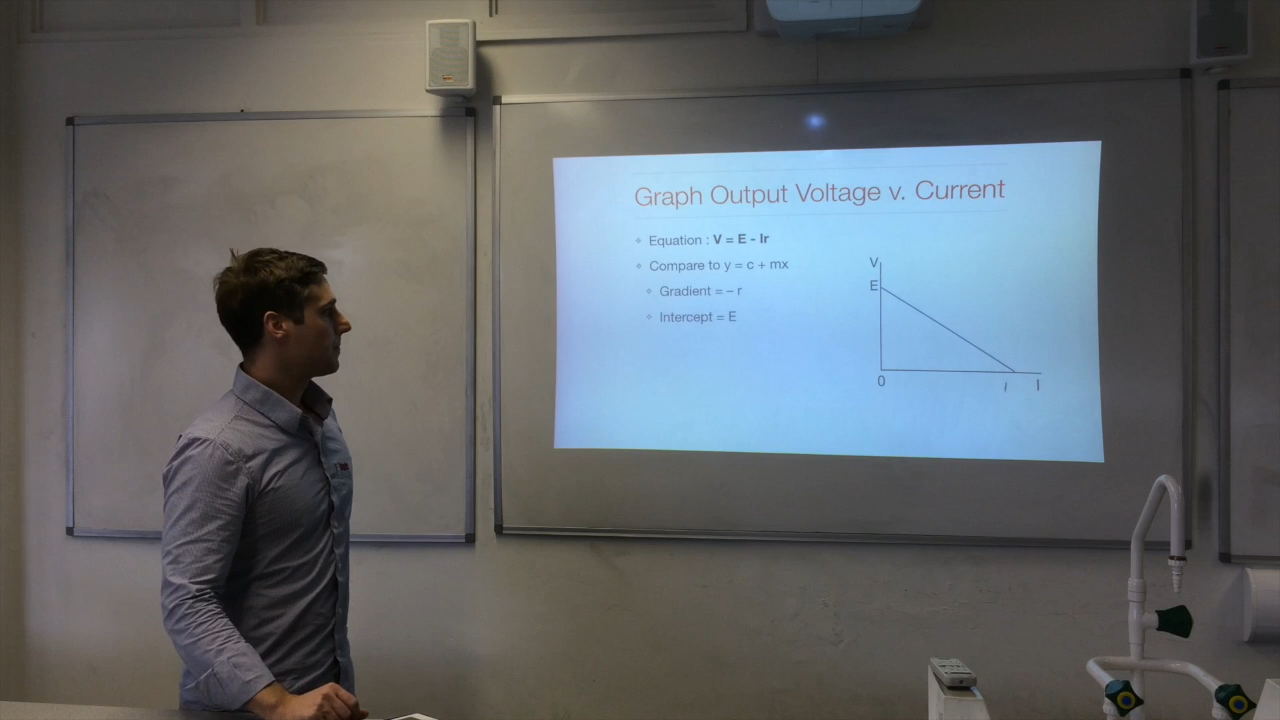 Graph Output Voltage v. Current
Equation : V = E - Ir
Compare to y = c + mx
Gradient = – r
Intercept = E
V
E
0
I
I